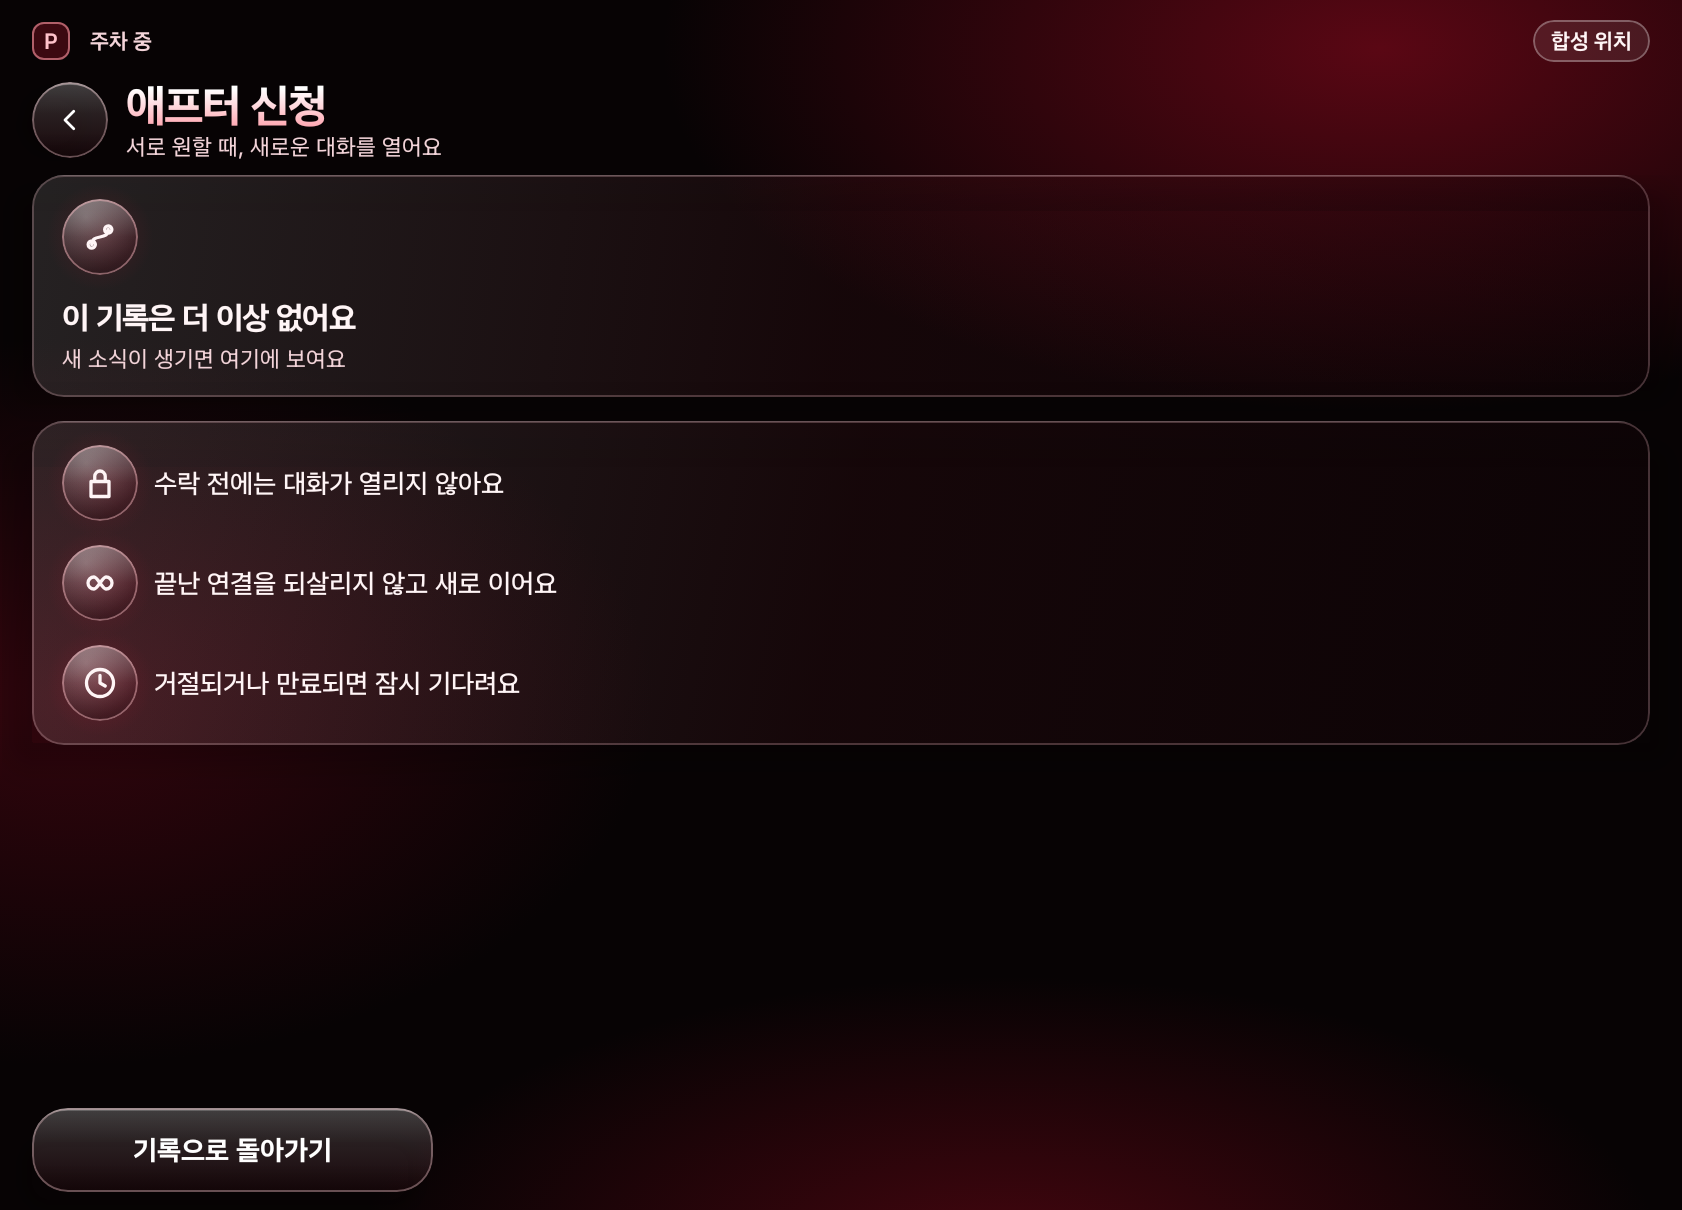 P 주차 중
합성 위치
애프터 신청
서로 원할 때, 새로운 대화를 열어요
이 기록은 더 이상 없어요
새 소식이 생기면 여기에 보여요
수락 전에는 대화가 열리지 않아요
끝난 연결을 되살리지 않고 새로 이어요
거절되거나 만료되면 잠시 기다려요
기록으로 돌아가기